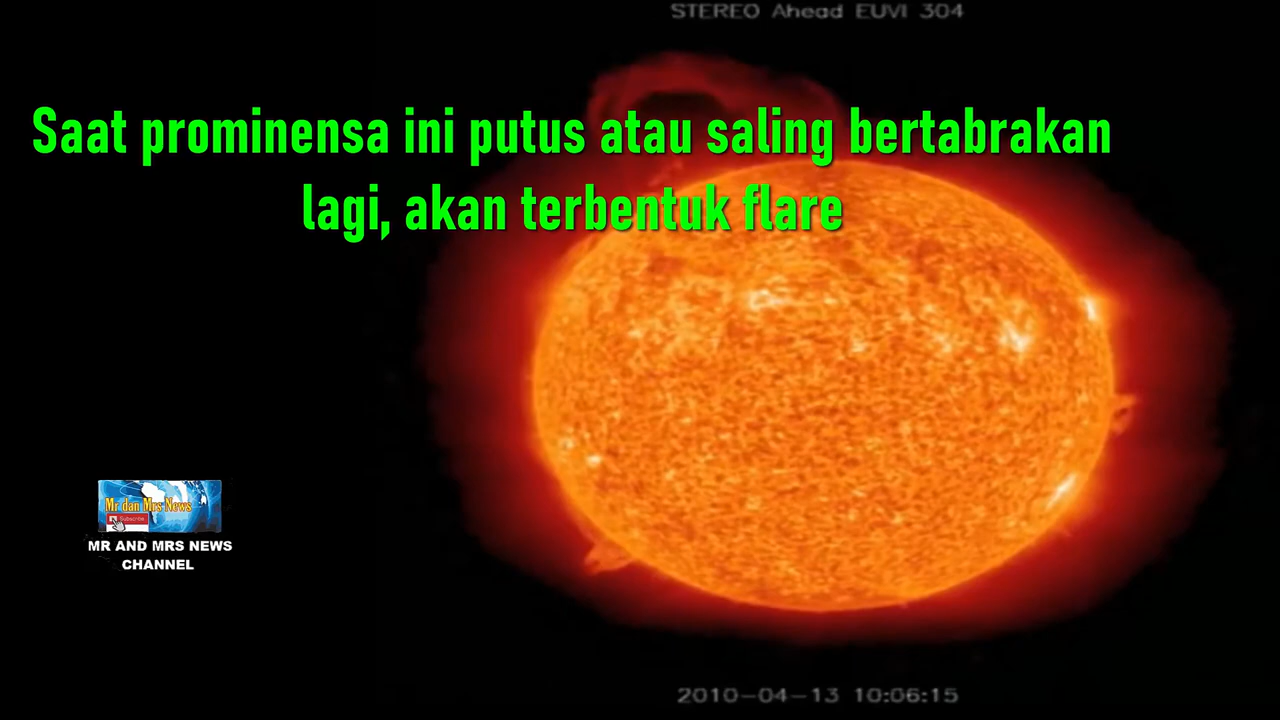 STEREO Ahead EUVI 304
Saat prominensa ini putus atau saling bertabrakan
lagi, akan terbentuk flare
Mr dan Mrs News
Subscribe
MR AND MRS NEWS
CHANNEL
2010-04-13 10:06:15